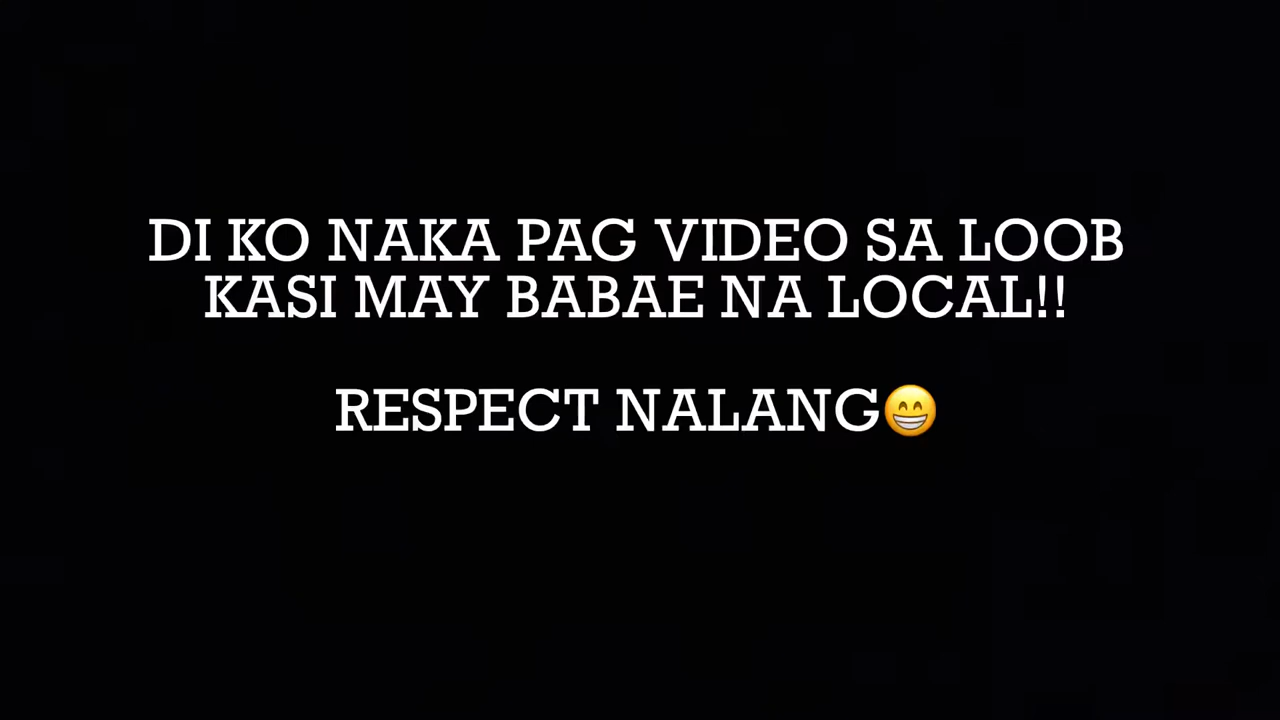 DI KO NAKA PAG VIDEO SA LOOB
KASI MAY BABAE NA LOCAL!!
RESPECT NALANG😁